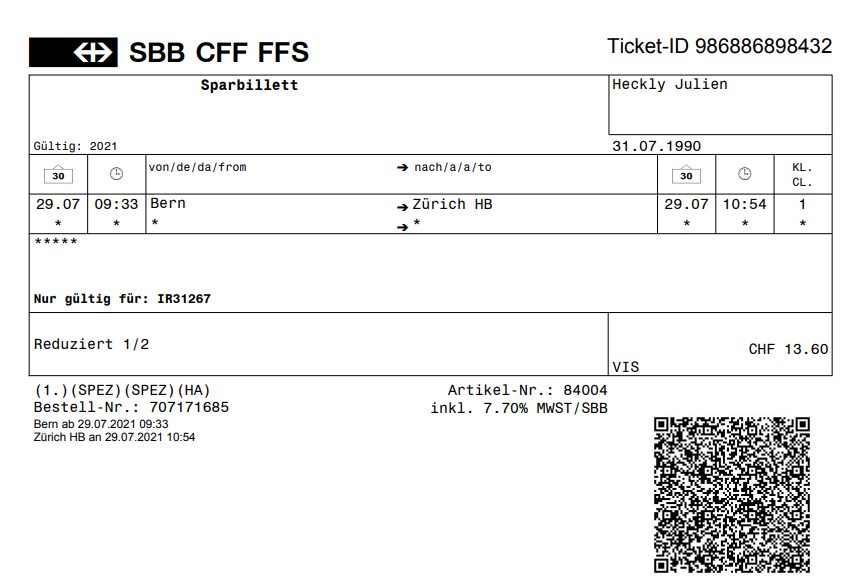 SBB CFF FFS
Ticket-ID 986886898432
Sparbillett
Heckly Julien
Gültig: 2021
31.07.1990
30 von/de/da/from ➔ nach/a/a/to 30 KL.
CL.
29.07 09:33 Bern ➔ Zürich HB 29.07 10:54 1
* * * ➔ * * * *
*****
Nur gültig für: IR31267
Reduziert 1/2
CHF 13.60
VIS
(1.)(SPEZ)(SPEZ)(HA) Artikel-Nr.: 84004
Bestell-Nr.: 707171685 inkl. 7.70% MWST/SBB
Bern ab 29.07.2021 09:33
Zürich HB an 29.07.2021 10:54